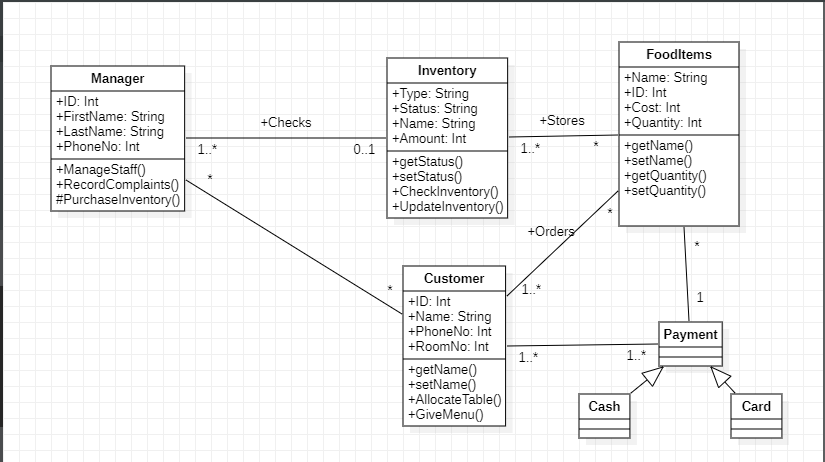 Manager
+ID: Int
+FirstName: String
+LastName: String
+PhoneNo: Int
+ManageStaff()
+RecordComplaints()
#PurchaseInventory()
+Checks
1..*
0..1
*
*
Inventory
+Type: String
+Status: String
+Name: String
+Amount: Int
+getStatus()
+setStatus()
+CheckInventory()
+UpdateInventory()
+Stores
1..*
*
FoodItems
+Name: String
+ID: Int
+Cost: Int
+Quantity: Int
+getName()
+setName()
+getQuantity()
+setQuantity()
*
+Orders
1..*
*
1
Customer
+ID: Int
+Name: String
+PhoneNo: Int
+RoomNo: Int
+getName()
+setName()
+AllocateTable()
+GiveMenu()
1..*
1..*
Payment
Cash
Card